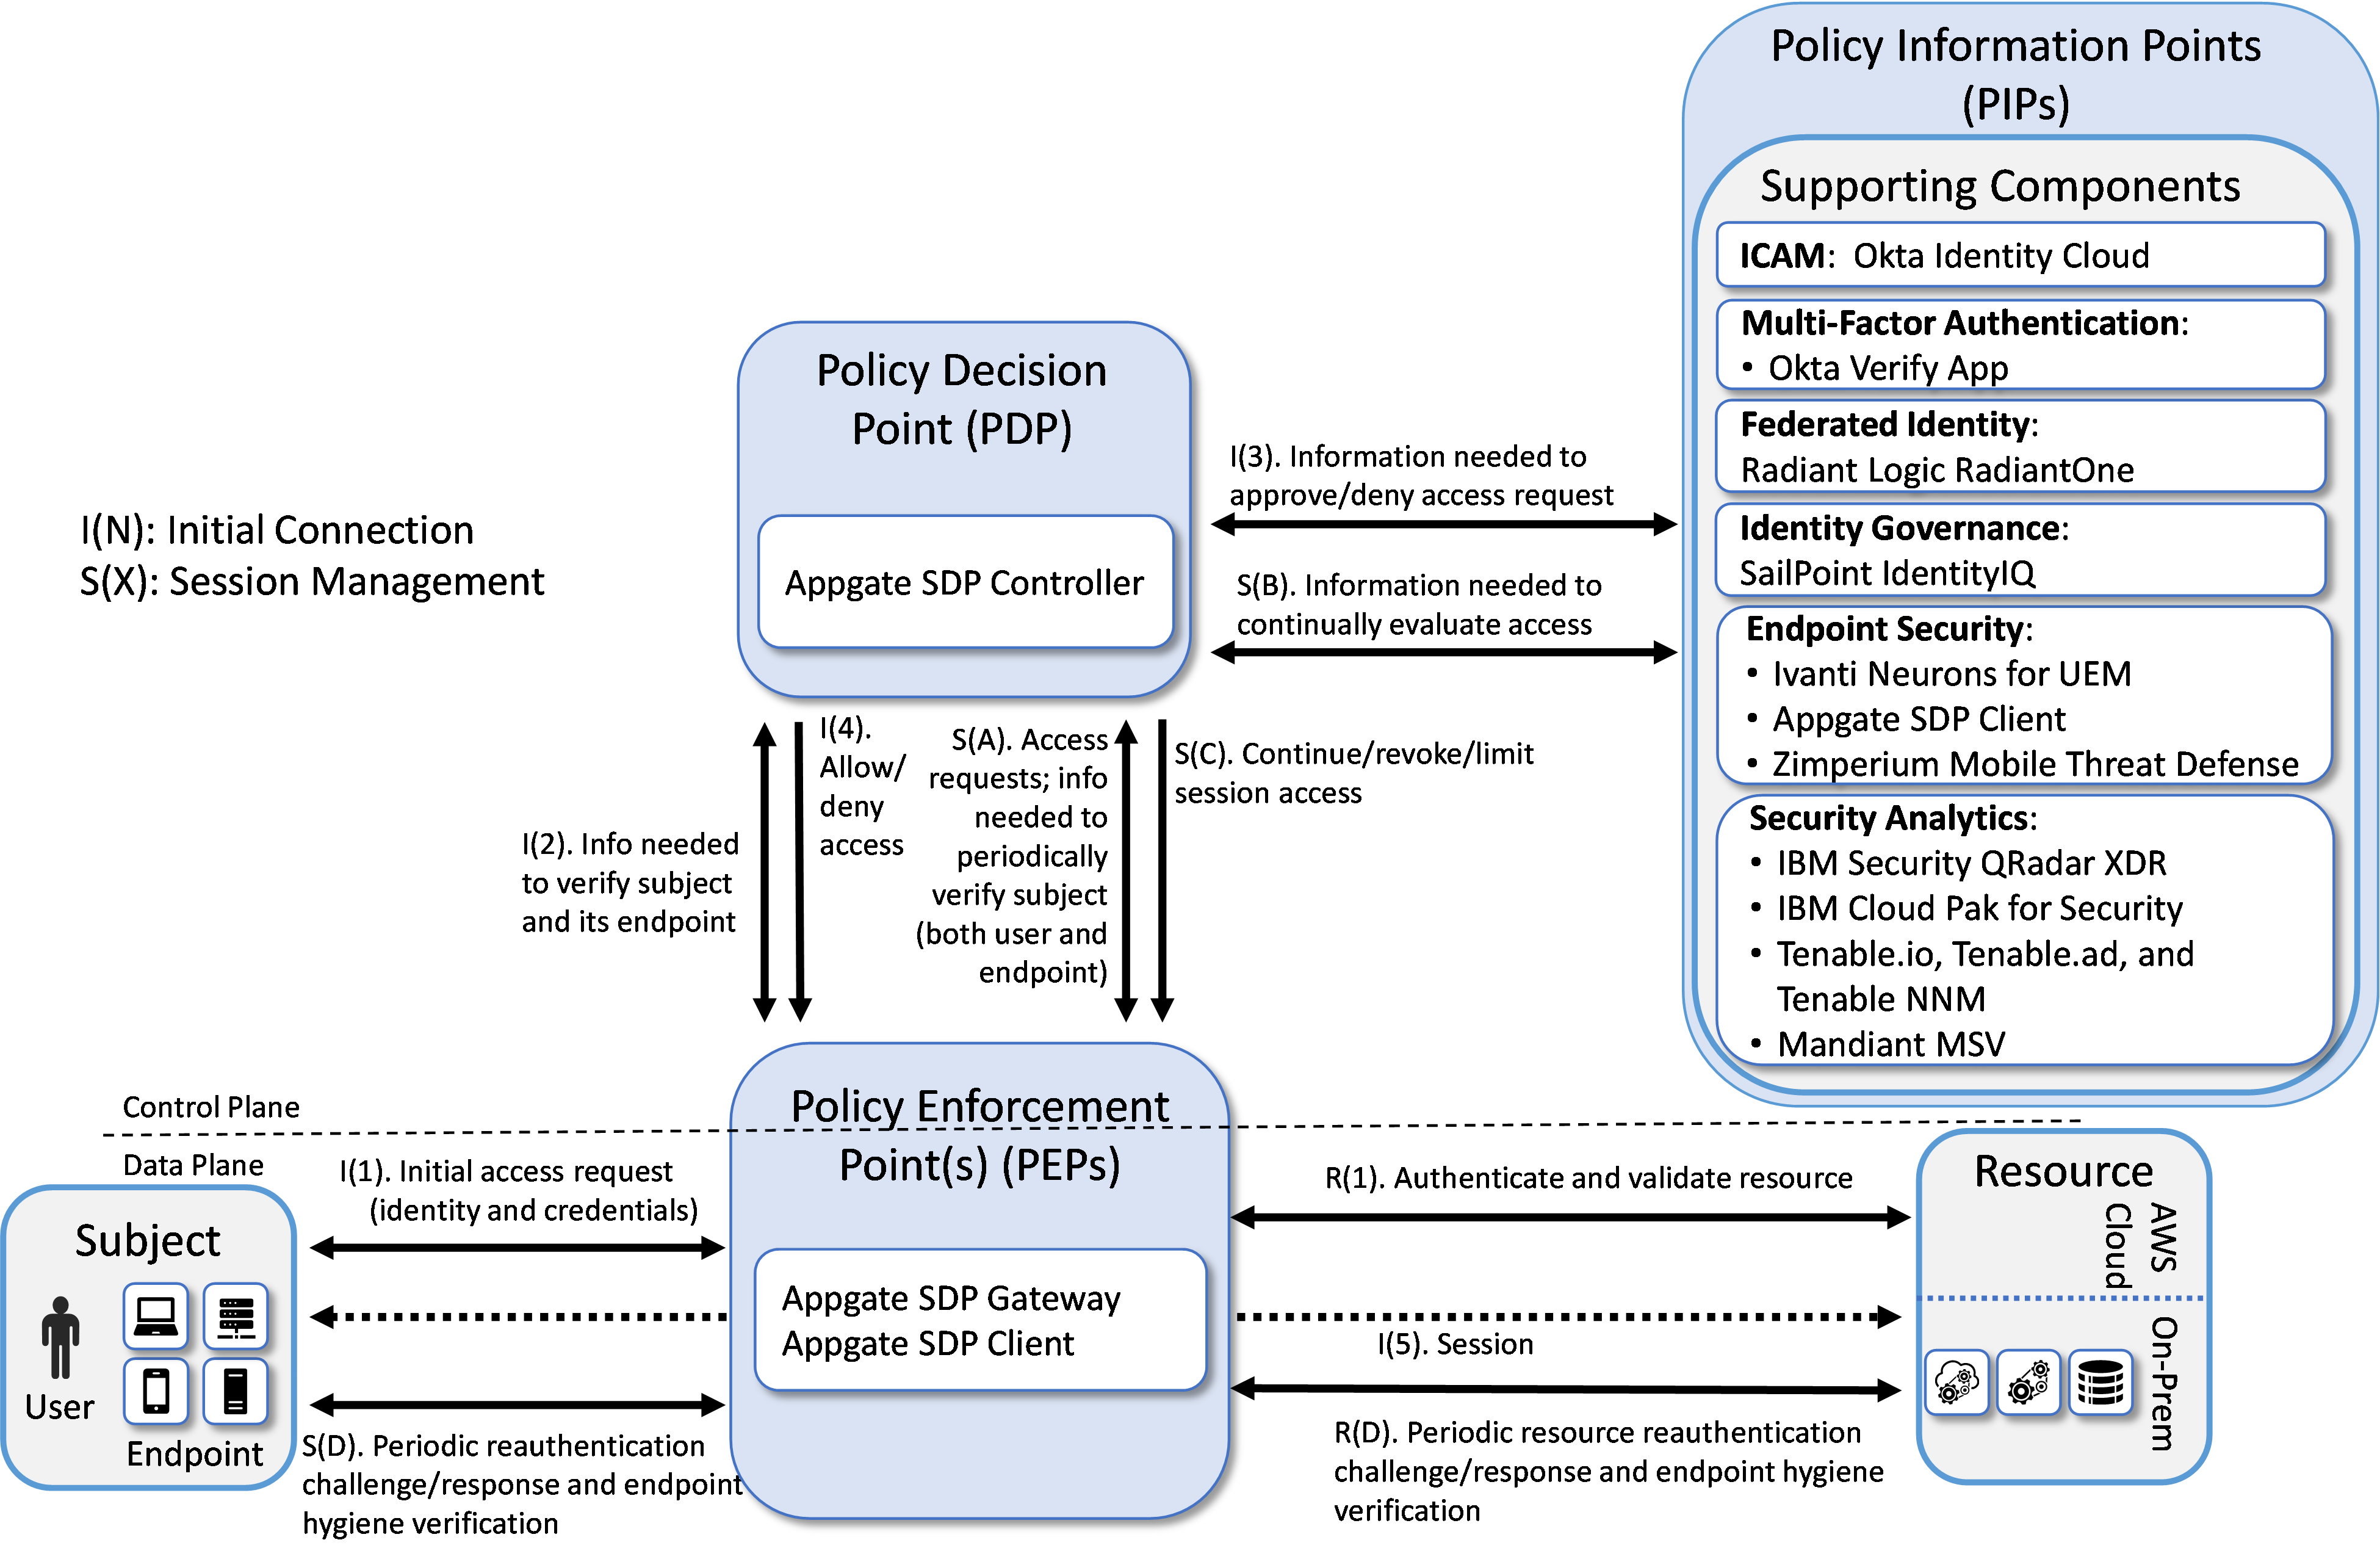 Policy Information Points
(PIPs)
Supporting Components
ICAM: Okta Identity Cloud
Multi-Factor Authentication:
• Okta Verify App
Federated Identity:
Radiant Logic RadiantOne
Identity Governance:
SailPoint IdentityIQ
Endpoint Security:
• Ivanti Neurons for UEM
• Appgate SDP Client
• Zimperium Mobile Threat Defense
Security Analytics:
• IBM Security QRadar XDR
• IBM Cloud Pak for Security
• Tenable.io, Tenable.ad, and
Tenable NNM
• Mandiant MSV
Policy Decision
Point (PDP)
Appgate SDP Controller
I(N): Initial Connection
S(X): Session Management
I(3). Information needed to
approve/deny access request
S(B). Information needed to
continually evaluate access
I(2). Info needed
to verify subject
and its endpoint
I(4).
Allow/
deny
access
S(A). Access
requests; info
needed to
periodically
verify subject
(both user and
endpoint)
S(C). Continue/revoke/limit
session access
Control Plane
Data Plane
Policy Enforcement
Point(s) (PEPs)
Appgate SDP Gateway
Appgate SDP Client
I(1). Initial access request
(identity and credentials)
Subject
User
Endpoint
S(D). Periodic reauthentication
challenge/response and endpoint
hygiene verification
R(1). Authenticate and validate resource
I(5). Session
R(D). Periodic resource reauthentication
challenge/response and endpoint hygiene
verification
Resource
AWS
Cloud
On-Prem